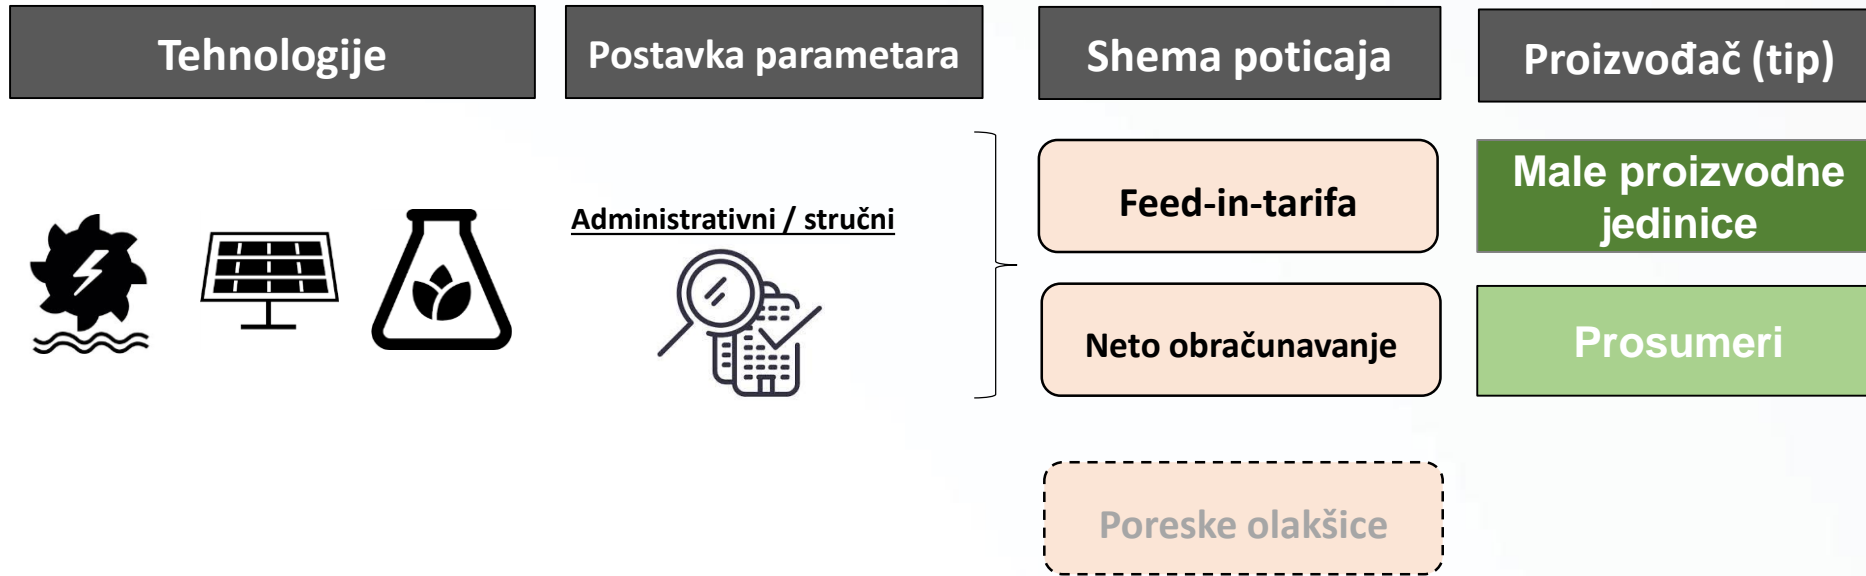 Tehnologije
Postavka parametara
Shema poticaja
Proizvođač (tip)
Administrativni / stručni
Feed-in-tarifa
Male proizvodne
jedinice
Neto obračunavanje
Prosumeri
Poreske olakšice